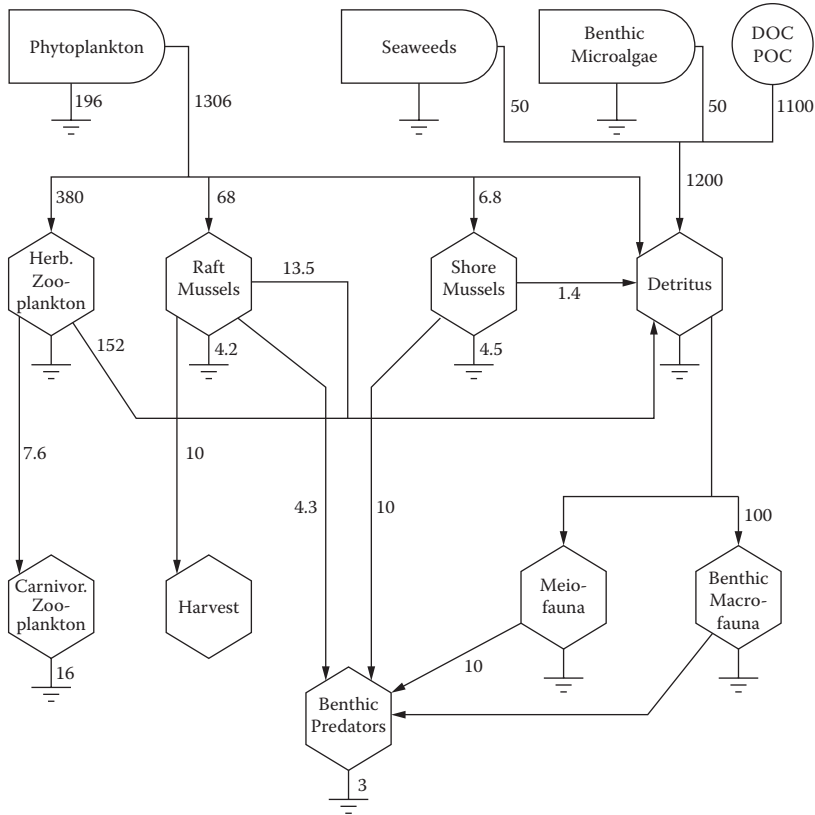 Phytoplankton
Seaweeds
Benthic
Microalgae
DOC
POC
196
1306
50
50
1100
1200
380
68
6.8
Herb.
Zoo-
plankton
Raft
Mussels
13.5
Shore
Mussels
1.4
Detritus
152
4.2
4.5
7.6
10
4.3
10
100
Carnivor.
Zoo-
plankton
Harvest
Meio-
fauna
Benthic
Macro-
fauna
16
10
Benthic
Predators
3